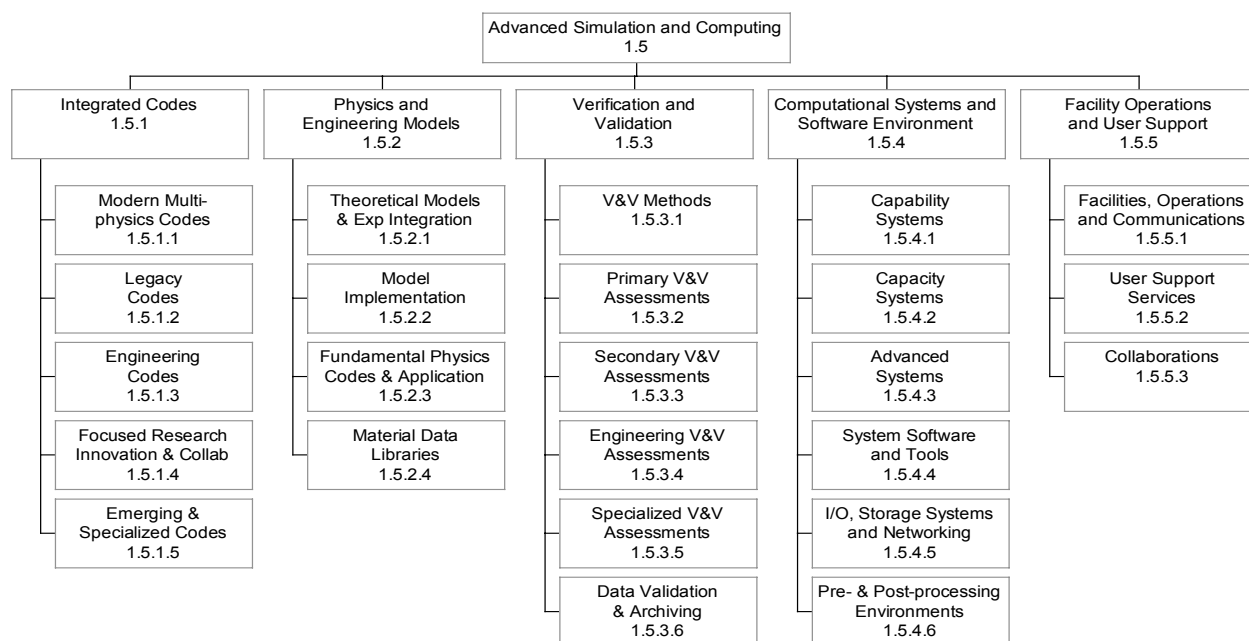 Advanced Simulation and Computing
1.5
Integrated Codes
1.5.1
Physics and
Engineering Models
1.5.2
Verification and
Validation
1.5.3
Computational Systems and
Software Environment
1.5.4
Facility Operations
and User Support
1.5.5
Modern Multi-
physics Codes
1.5.1.1
Legacy
Codes
1.5.1.2
Engineering
Codes
1.5.1.3
Focused Research
Innovation & Collab
1.5.1.4
Emerging &
Specialized Codes
1.5.1.5
Theoretical Models
& Exp Integration
1.5.2.1
Model
Implementation
1.5.2.2
Fundamental Physics
Codes & Application
1.5.2.3
Material Data
Libraries
1.5.2.4
V&V Methods
1.5.3.1
Primary V&V
Assessments
1.5.3.2
Secondary V&V
Assessments
1.5.3.3
Engineering V&V
Assessments
1.5.3.4
Specialized V&V
Assessments
1.5.3.5
Data Validation
& Archiving
1.5.3.6
Capability
Systems
1.5.4.1
Capacity
Systems
1.5.4.2
Advanced
Systems
1.5.4.3
System Software
and Tools
1.5.4.4
I/O, Storage Systems
and Networking
1.5.4.5
Pre- & Post-processing
Environments
1.5.4.6
Facilities, Operations
and Communications
1.5.5.1
User Support
Services
1.5.5.2
Collaborations
1.5.5.3